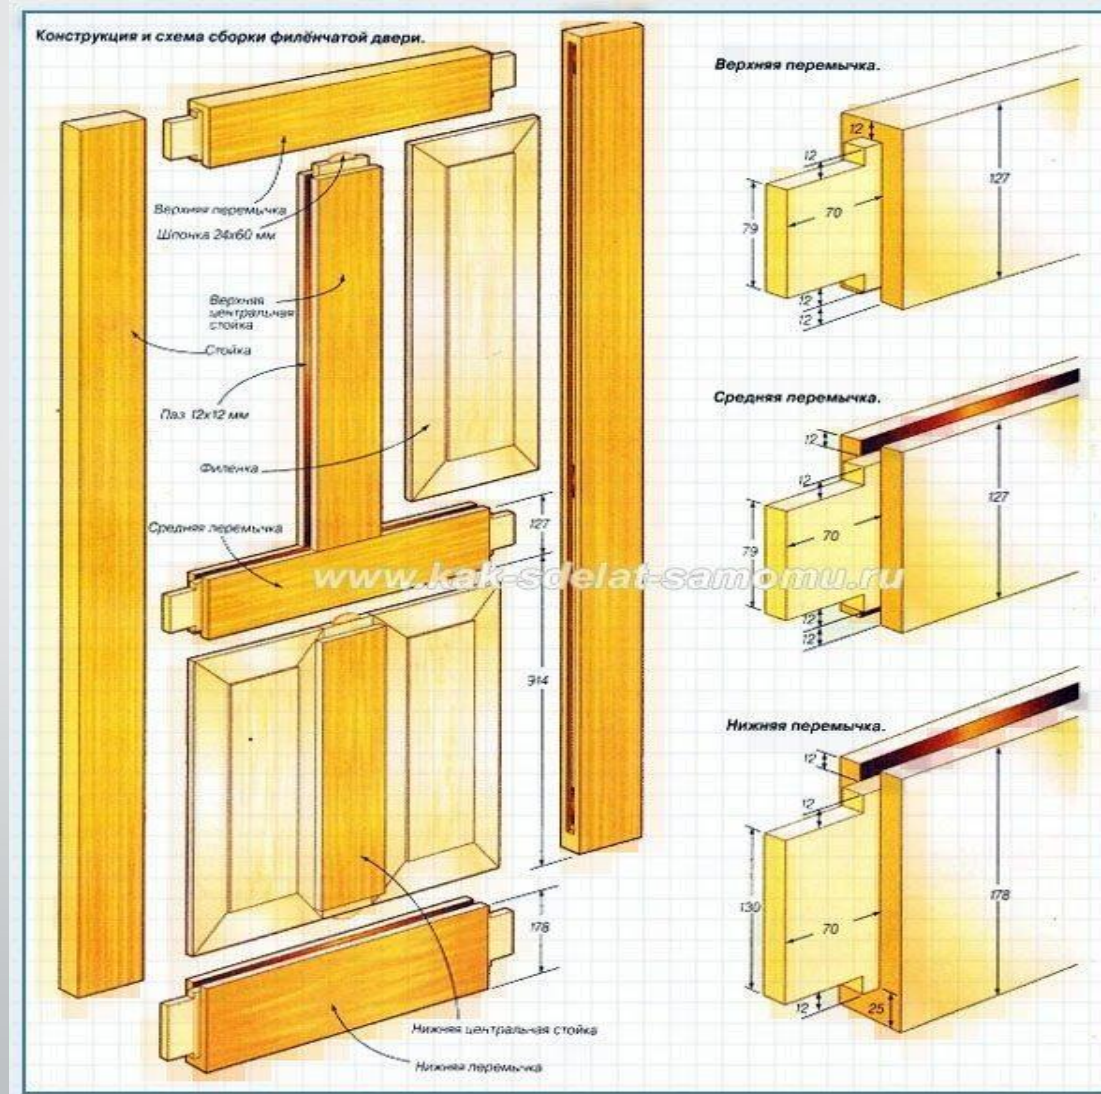 Конструкция и схема сборки филёнчатой двери.
Верхняя перемычка
Шпонка 24х60 мм
Верхняя
центральная
стойка
Стойка
Паз 12х12 мм
Филенка
Средняя перемычка
127
www.kak-sdelat-samomu.ru
914
178
Нижняя центральная стойка
Нижняя перемычка
Верхняя перемычка.
12
12
127
70
79
12
12
Средняя перемычка.
12
12
127
70
79
12
12
Нижняя перемычка.
12
12
130
178
70
12
25